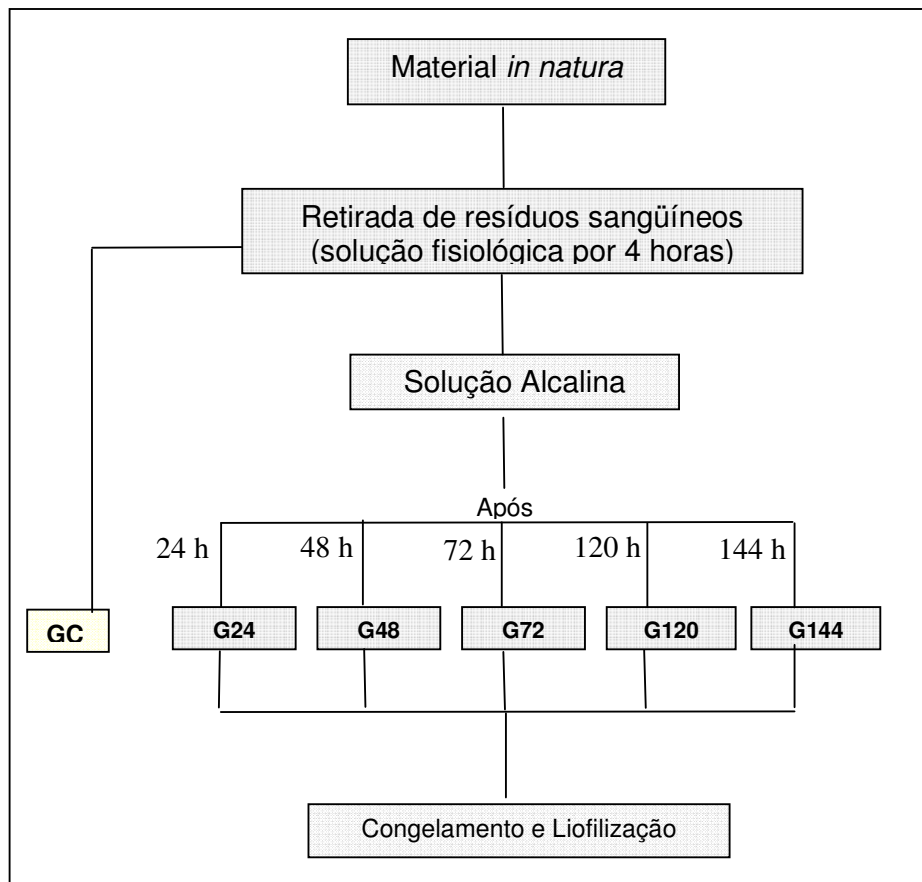 Material in natura
Retirada de resíduos sangüíneos
(solução fisiológica por 4 horas)
Solução Alcalina
Após
24 h
48 h
72 h
120 h
144 h
GC
G24
G48
G72
G120
G144
Congelamento e Liofilização